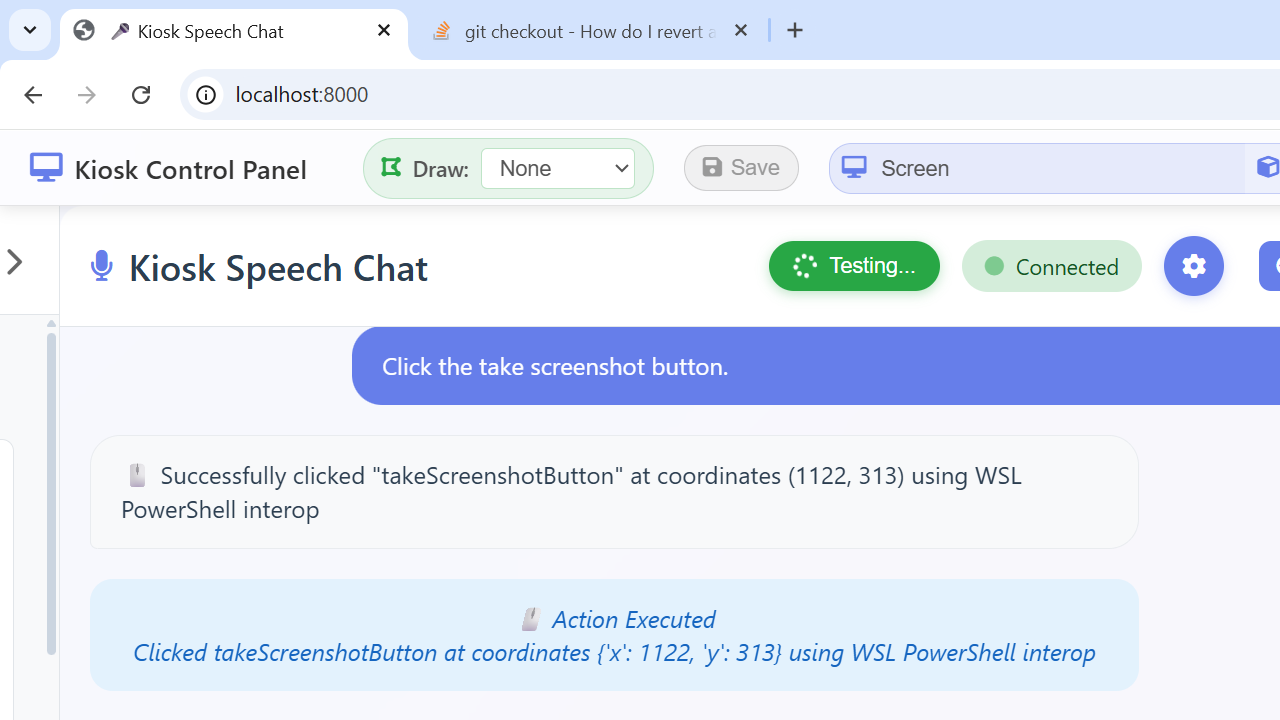 Kiosk Speech Chat
git checkout - How do I revert a
localhost:8000
Kiosk Control Panel
Draw:
None
Save
Screen
Kiosk Speech Chat
Testing...
Connected
Click the take screenshot button.
Successfully clicked "takeScreenshotButton" at coordinates (1122, 313) using WSL
PowerShell interop
Action Executed
Clicked takeScreenshotButton at coordinates {'x': 1122, 'y': 313} using WSL PowerShell interop